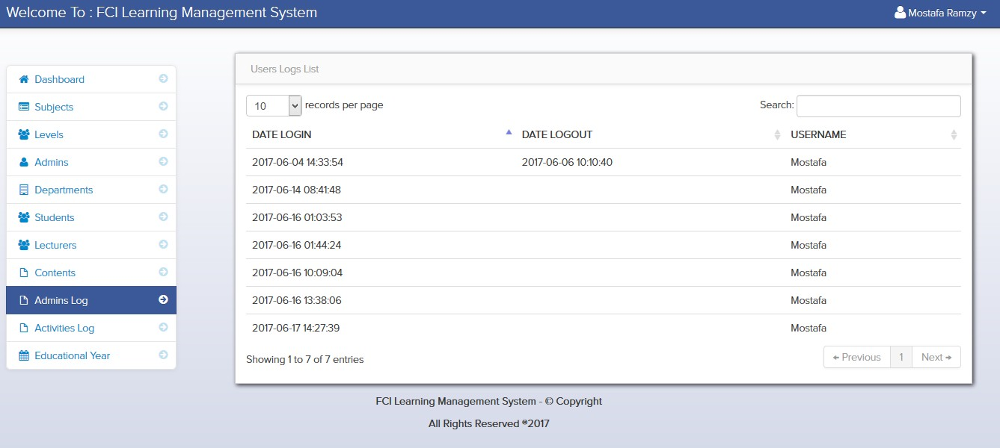 Welcome To : FCI Learning Management System
Mostafa Ramzy
Dashboard
Subjects
Levels
Admins
Departments
Students
Lecturers
Contents
Admins Log
Activities Log
Educational Year
Users Logs List
10 records per page
Search:
DATE LOGIN DATE LOGOUT USERNAME
2017-06-04 14:33:54 2017-06-06 10:10:40 Mostafa
2017-06-14 08:41:48 Mostafa
2017-06-16 01:03:53 Mostafa
2017-06-16 01:44:24 Mostafa
2017-06-16 10:09:04 Mostafa
2017-06-16 13:38:06 Mostafa
2017-06-17 14:27:39 Mostafa
Showing 1 to 7 of 7 entries
← Previous 1 Next →
FCI Learning Management System - © Copyright
All Rights Reserved ®2017